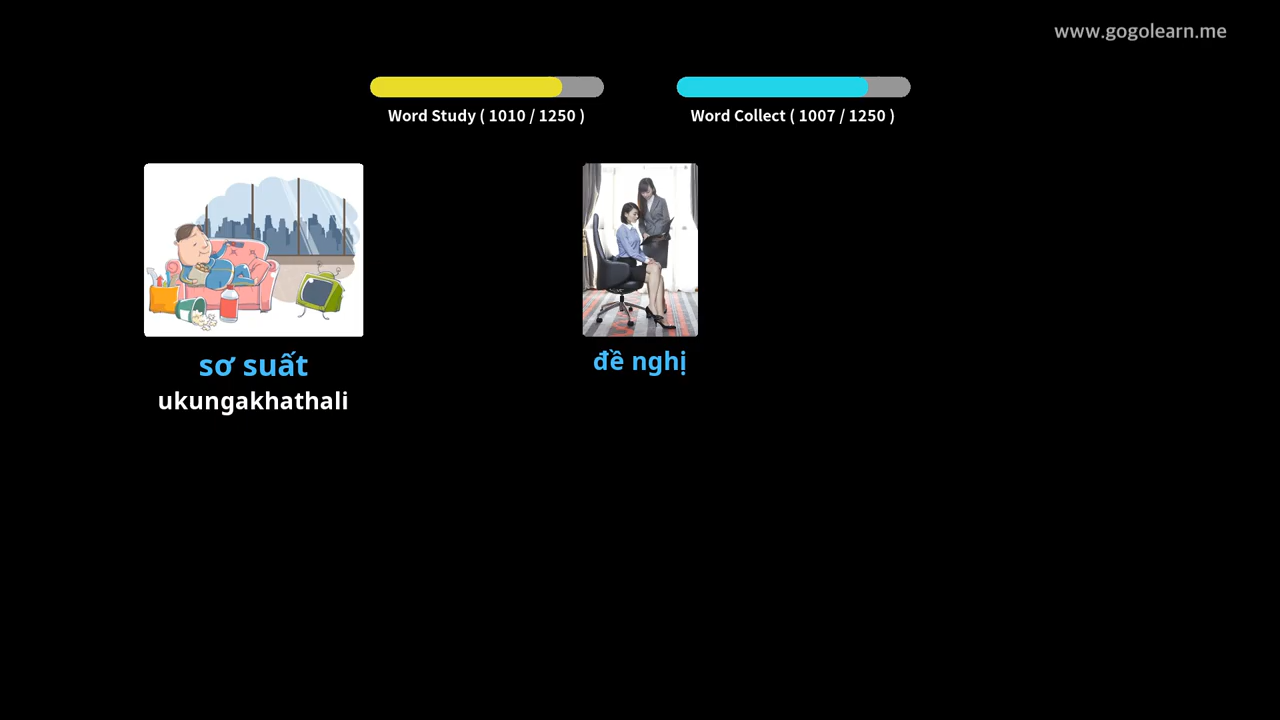 www.gogolearn.me
Word Study ( 1010 / 1250 )
Word Collect ( 1007 / 1250 )
sơ suất
ukungakhathali
đề nghị